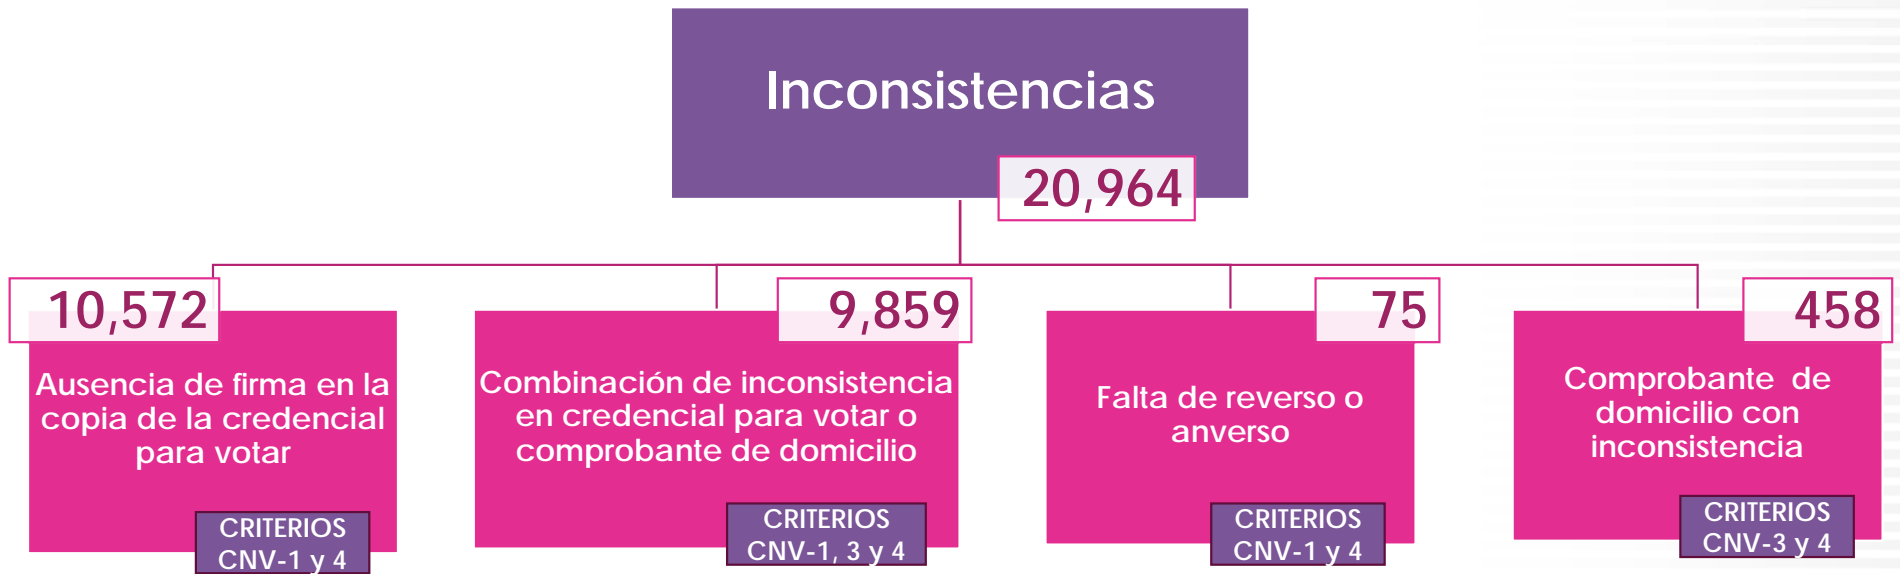 Inconsistencias
20,964
10,572
Ausencia de firma en la
copia de la credencial
para votar
CRITERIOS
CNV-1 y 4
9,859
Combinación de inconsistencia
en credencial para votar o
comprobante de domicilio
CRITERIOS
CNV-1, 3 y 4
75
Falta de reverso o
anverso
CRITERIOS
CNV-1 y 4
458
Comprobante de
domicilio con
inconsistencia
CRITERIOS
CNV-3 y 4